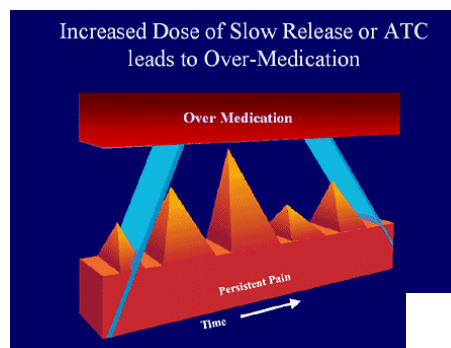 Increased Dose of Slow Release or ATC
leads to Over-Medication
Over Medication
Persistent Pain
Time